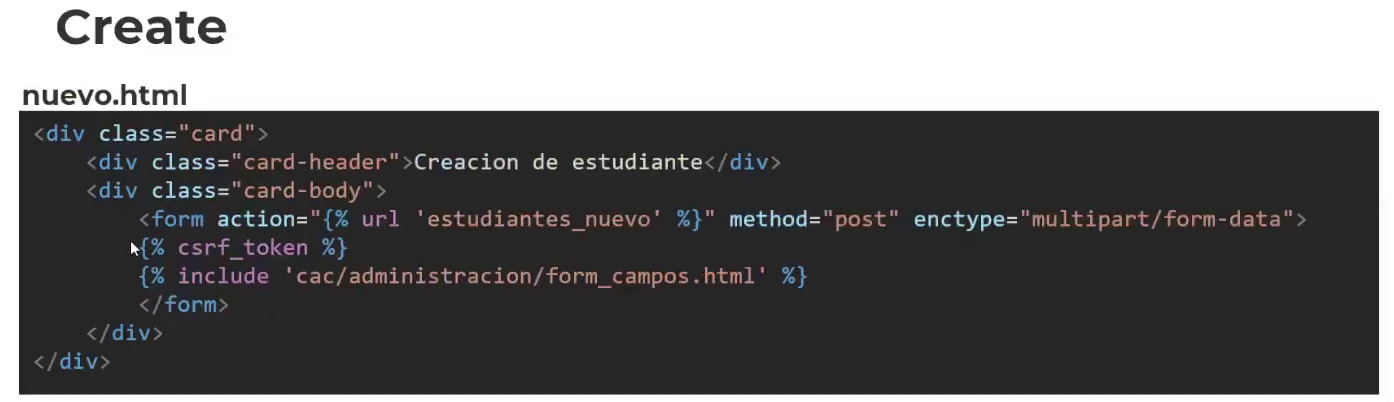 Create
nuevo.html
<div class="card">
    <div class="card-header">Creacion de estudiante</div>
    <div class="card-body">
        <form action="{% url 'estudiantes_nuevo' %}" method="post" enctype="multipart/form-data">
        {% csrf_token %}
        {% include 'cac/administracion/form_campos.html' %}
        </form>
    </div>
</div>